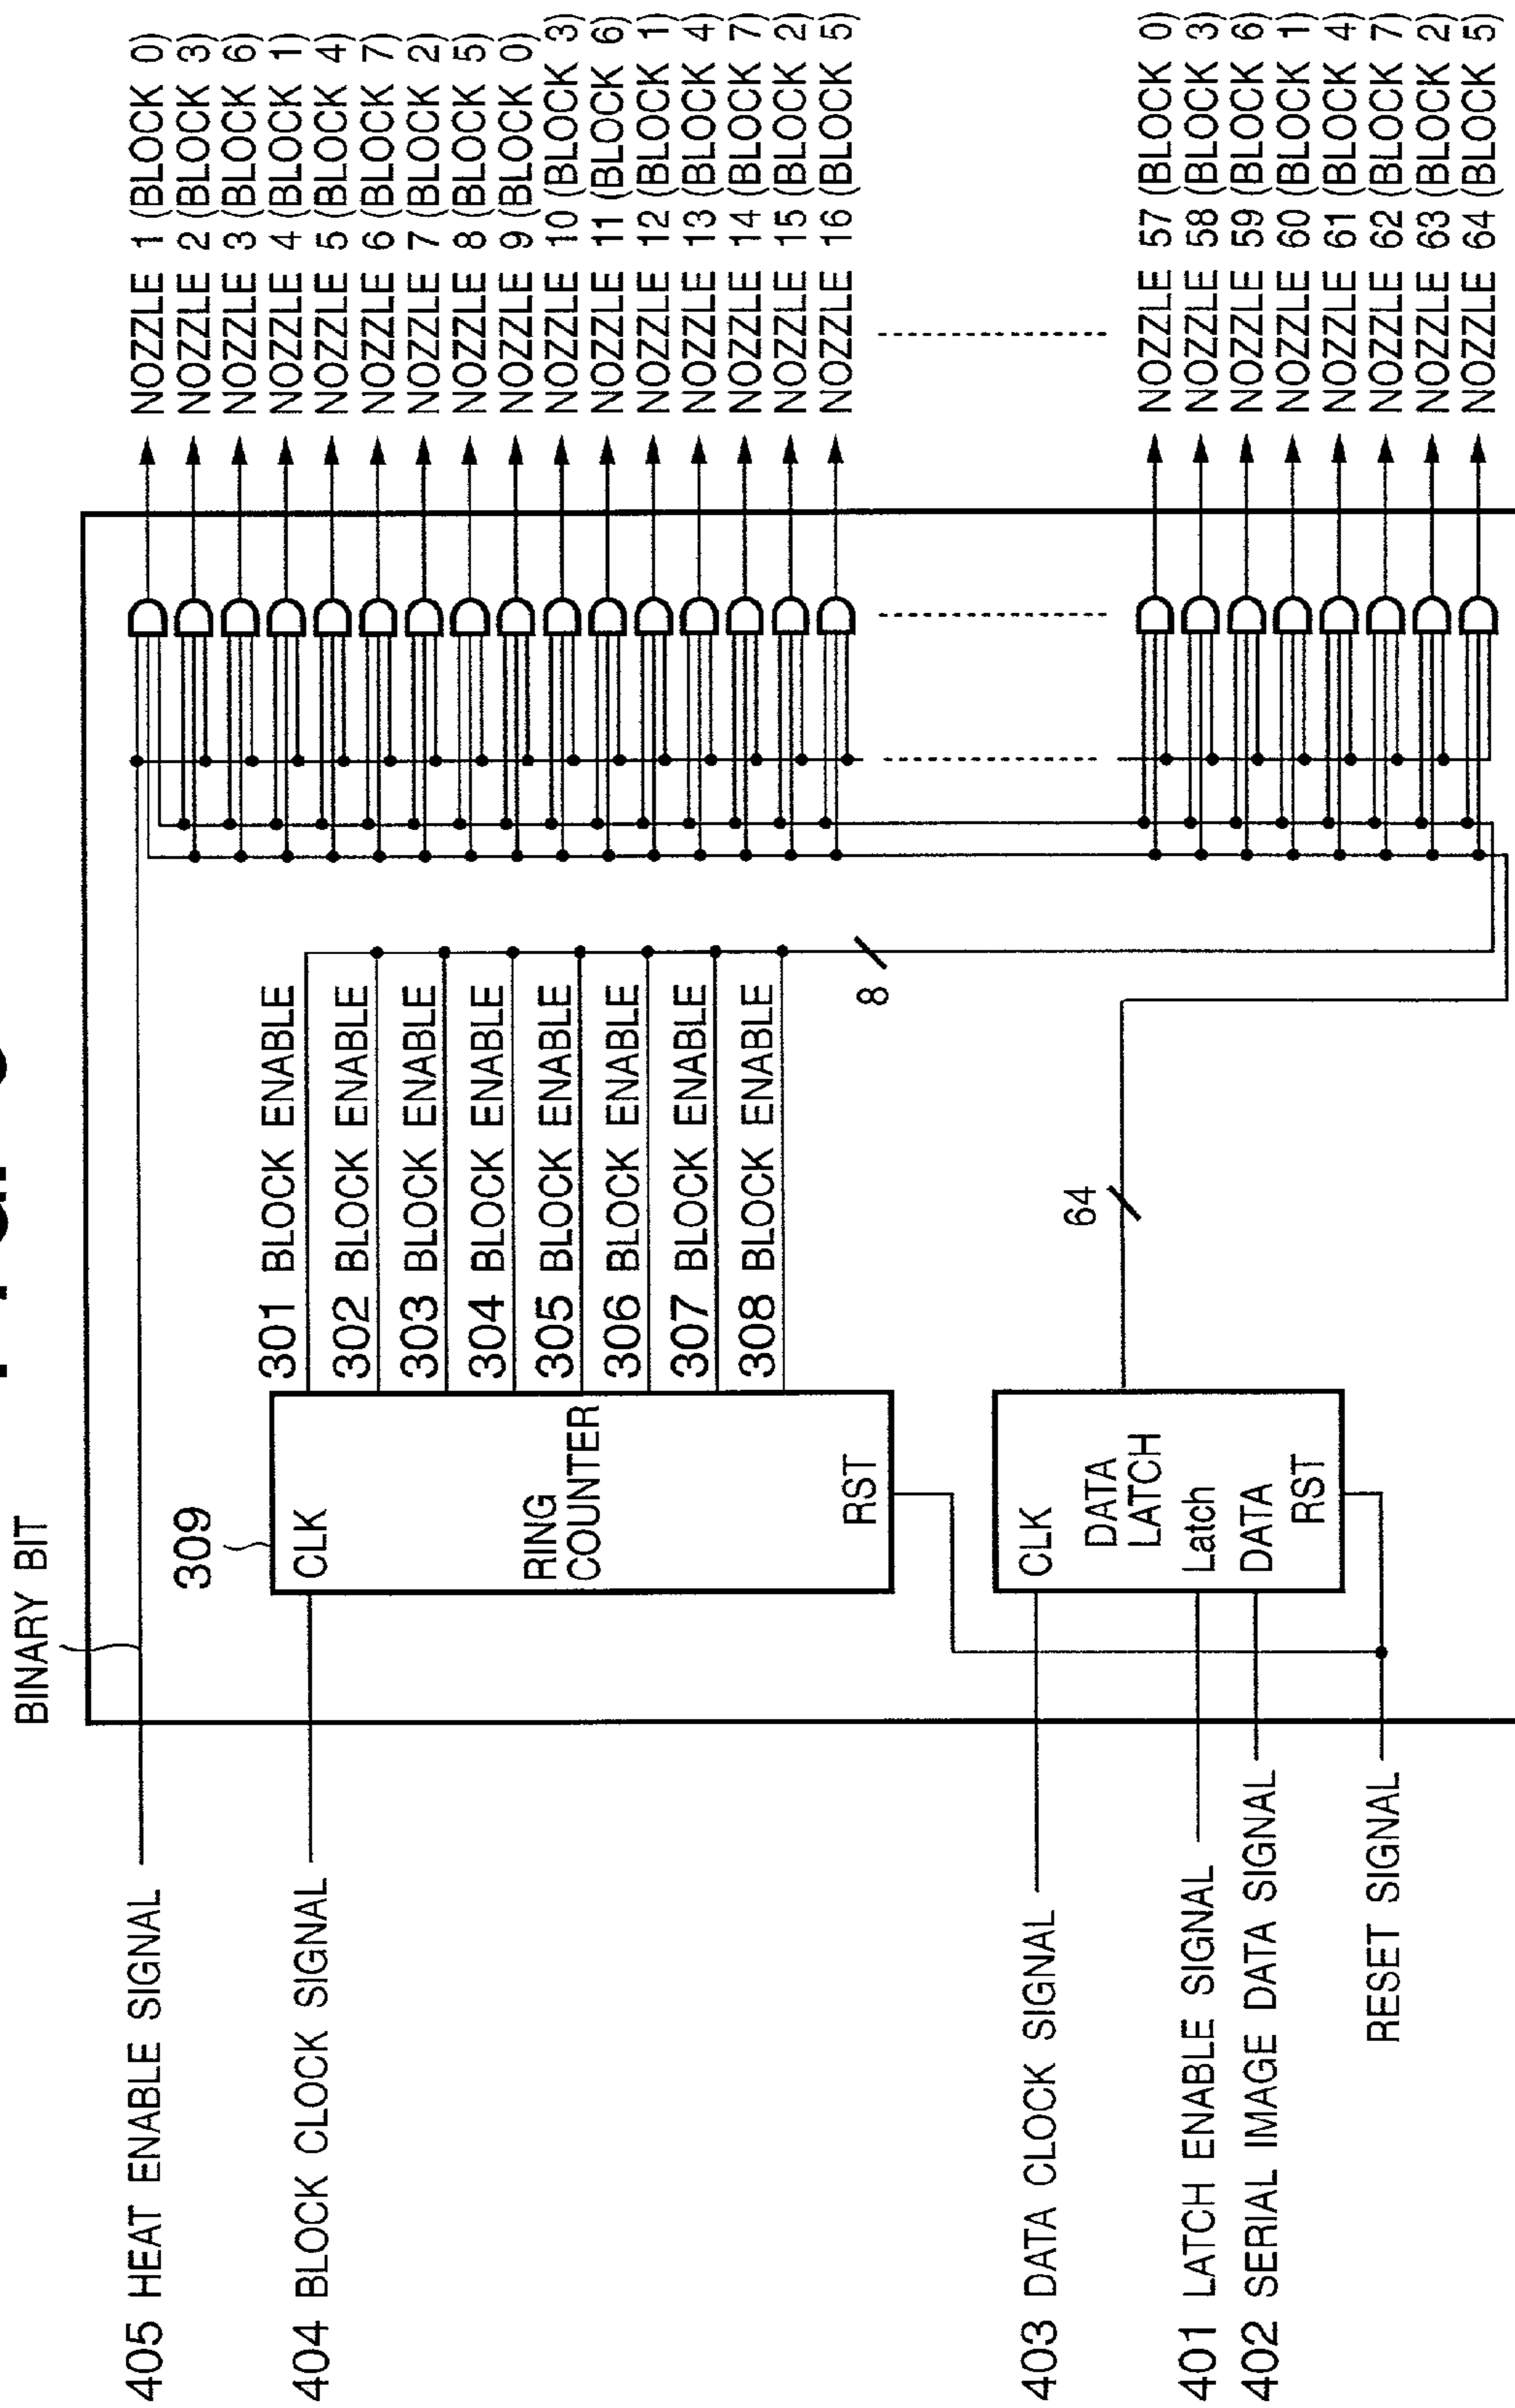 BINARY BIT
405 HEAT ENABLE SIGNAL
404 BLOCK CLOCK SIGNAL
403 DATA CLOCK SIGNAL
401 LATCH ENABLE SIGNAL
402 SERIAL IMAGE DATA SIGNAL
RESET SIGNAL
309
CLK
RING
COUNTER
RST
CLK
DATA
LATCH
Latch
DATA
RST
301 BLOCK ENABLE
302 BLOCK ENABLE
303 BLOCK ENABLE
304 BLOCK ENABLE
305 BLOCK ENABLE
306 BLOCK ENABLE
307 BLOCK ENABLE
308 BLOCK ENABLE
8
64
NOZZLE 1 (BLOCK 0)
NOZZLE 2 (BLOCK 3)
NOZZLE 3 (BLOCK 6)
NOZZLE 4 (BLOCK 1)
NOZZLE 5 (BLOCK 4)
NOZZLE 6 (BLOCK 7)
NOZZLE 7 (BLOCK 2)
NOZZLE 8 (BLOCK 5)
NOZZLE 9 (BLOCK 0)
NOZZLE 10 (BLOCK 3)
NOZZLE 11 (BLOCK 6)
NOZZLE 12 (BLOCK 1)
NOZZLE 13 (BLOCK 4)
NOZZLE 14 (BLOCK 7)
NOZZLE 15 (BLOCK 2)
NOZZLE 16 (BLOCK 5)
NOZZLE 57 (BLOCK 0)
NOZZLE 58 (BLOCK 3)
NOZZLE 59 (BLOCK 6)
NOZZLE 60 (BLOCK 1)
NOZZLE 61 (BLOCK 4)
NOZZLE 62 (BLOCK 7)
NOZZLE 63 (BLOCK 2)
NOZZLE 64 (BLOCK 5)